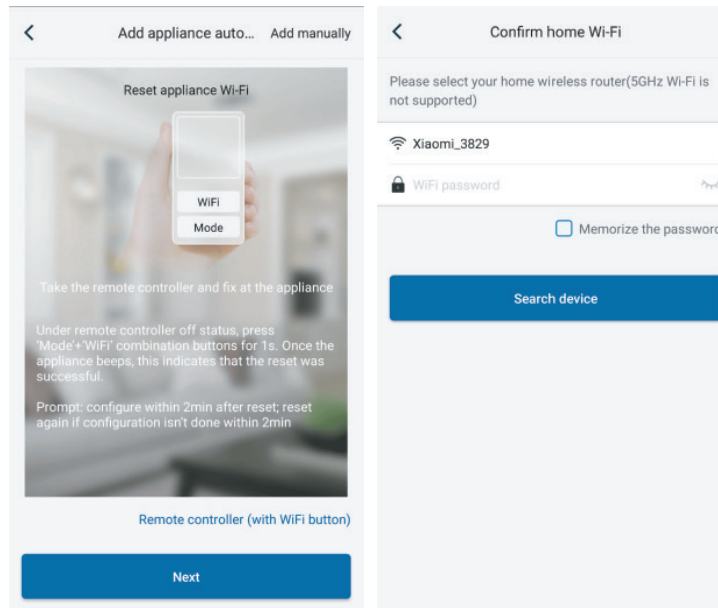 Add appliance auto... Add manually
Reset appliance Wi-Fi
WiFi
Mode
Take the remote controller and fix at the appliance
Under remote controller off status, press
'Mode'+'WiFi' combination buttons for 1s. Once the
appliance beeps, this indicates that the reset was
successful.
Prompt: configure within 2min after reset; reset
again if configuration isn't done within 2min
Remote controller (with WiFi button)
Next
Confirm home Wi-Fi
Please select your home wireless router(5GHz Wi-Fi is
not supported)
Xiaomi_3829
WiFi password
Memorize the password
Search device